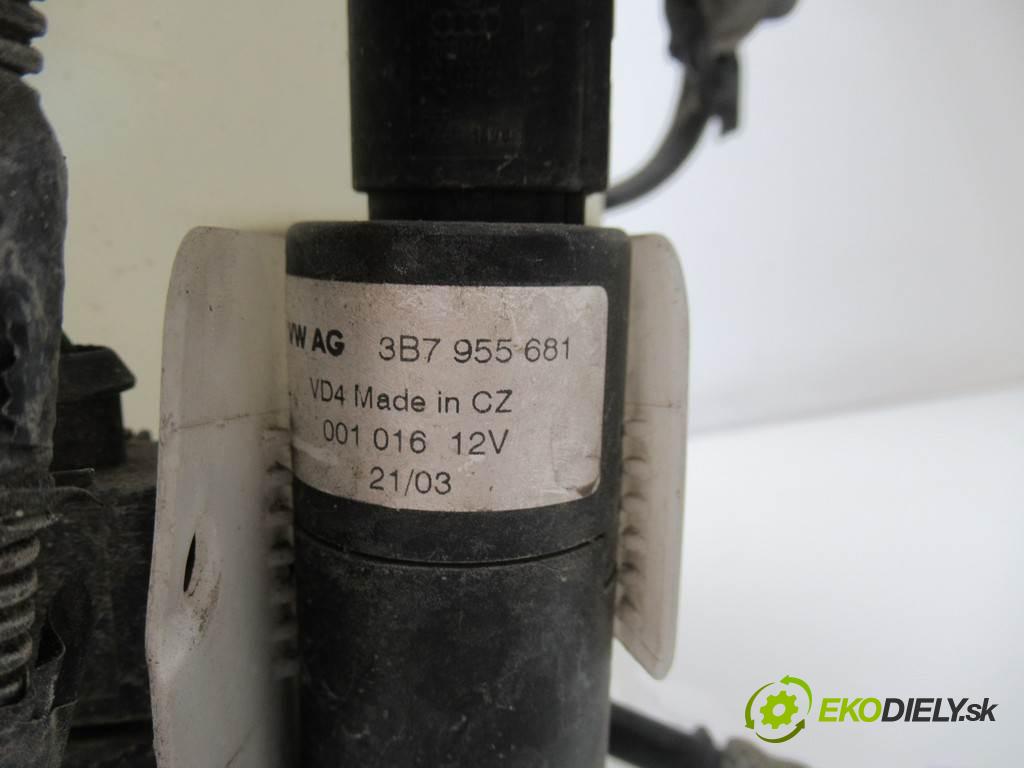 VW AG 3B7 955 681
VD4 Made in CZ
001 016 12V
21/03
EKODIELY.sk